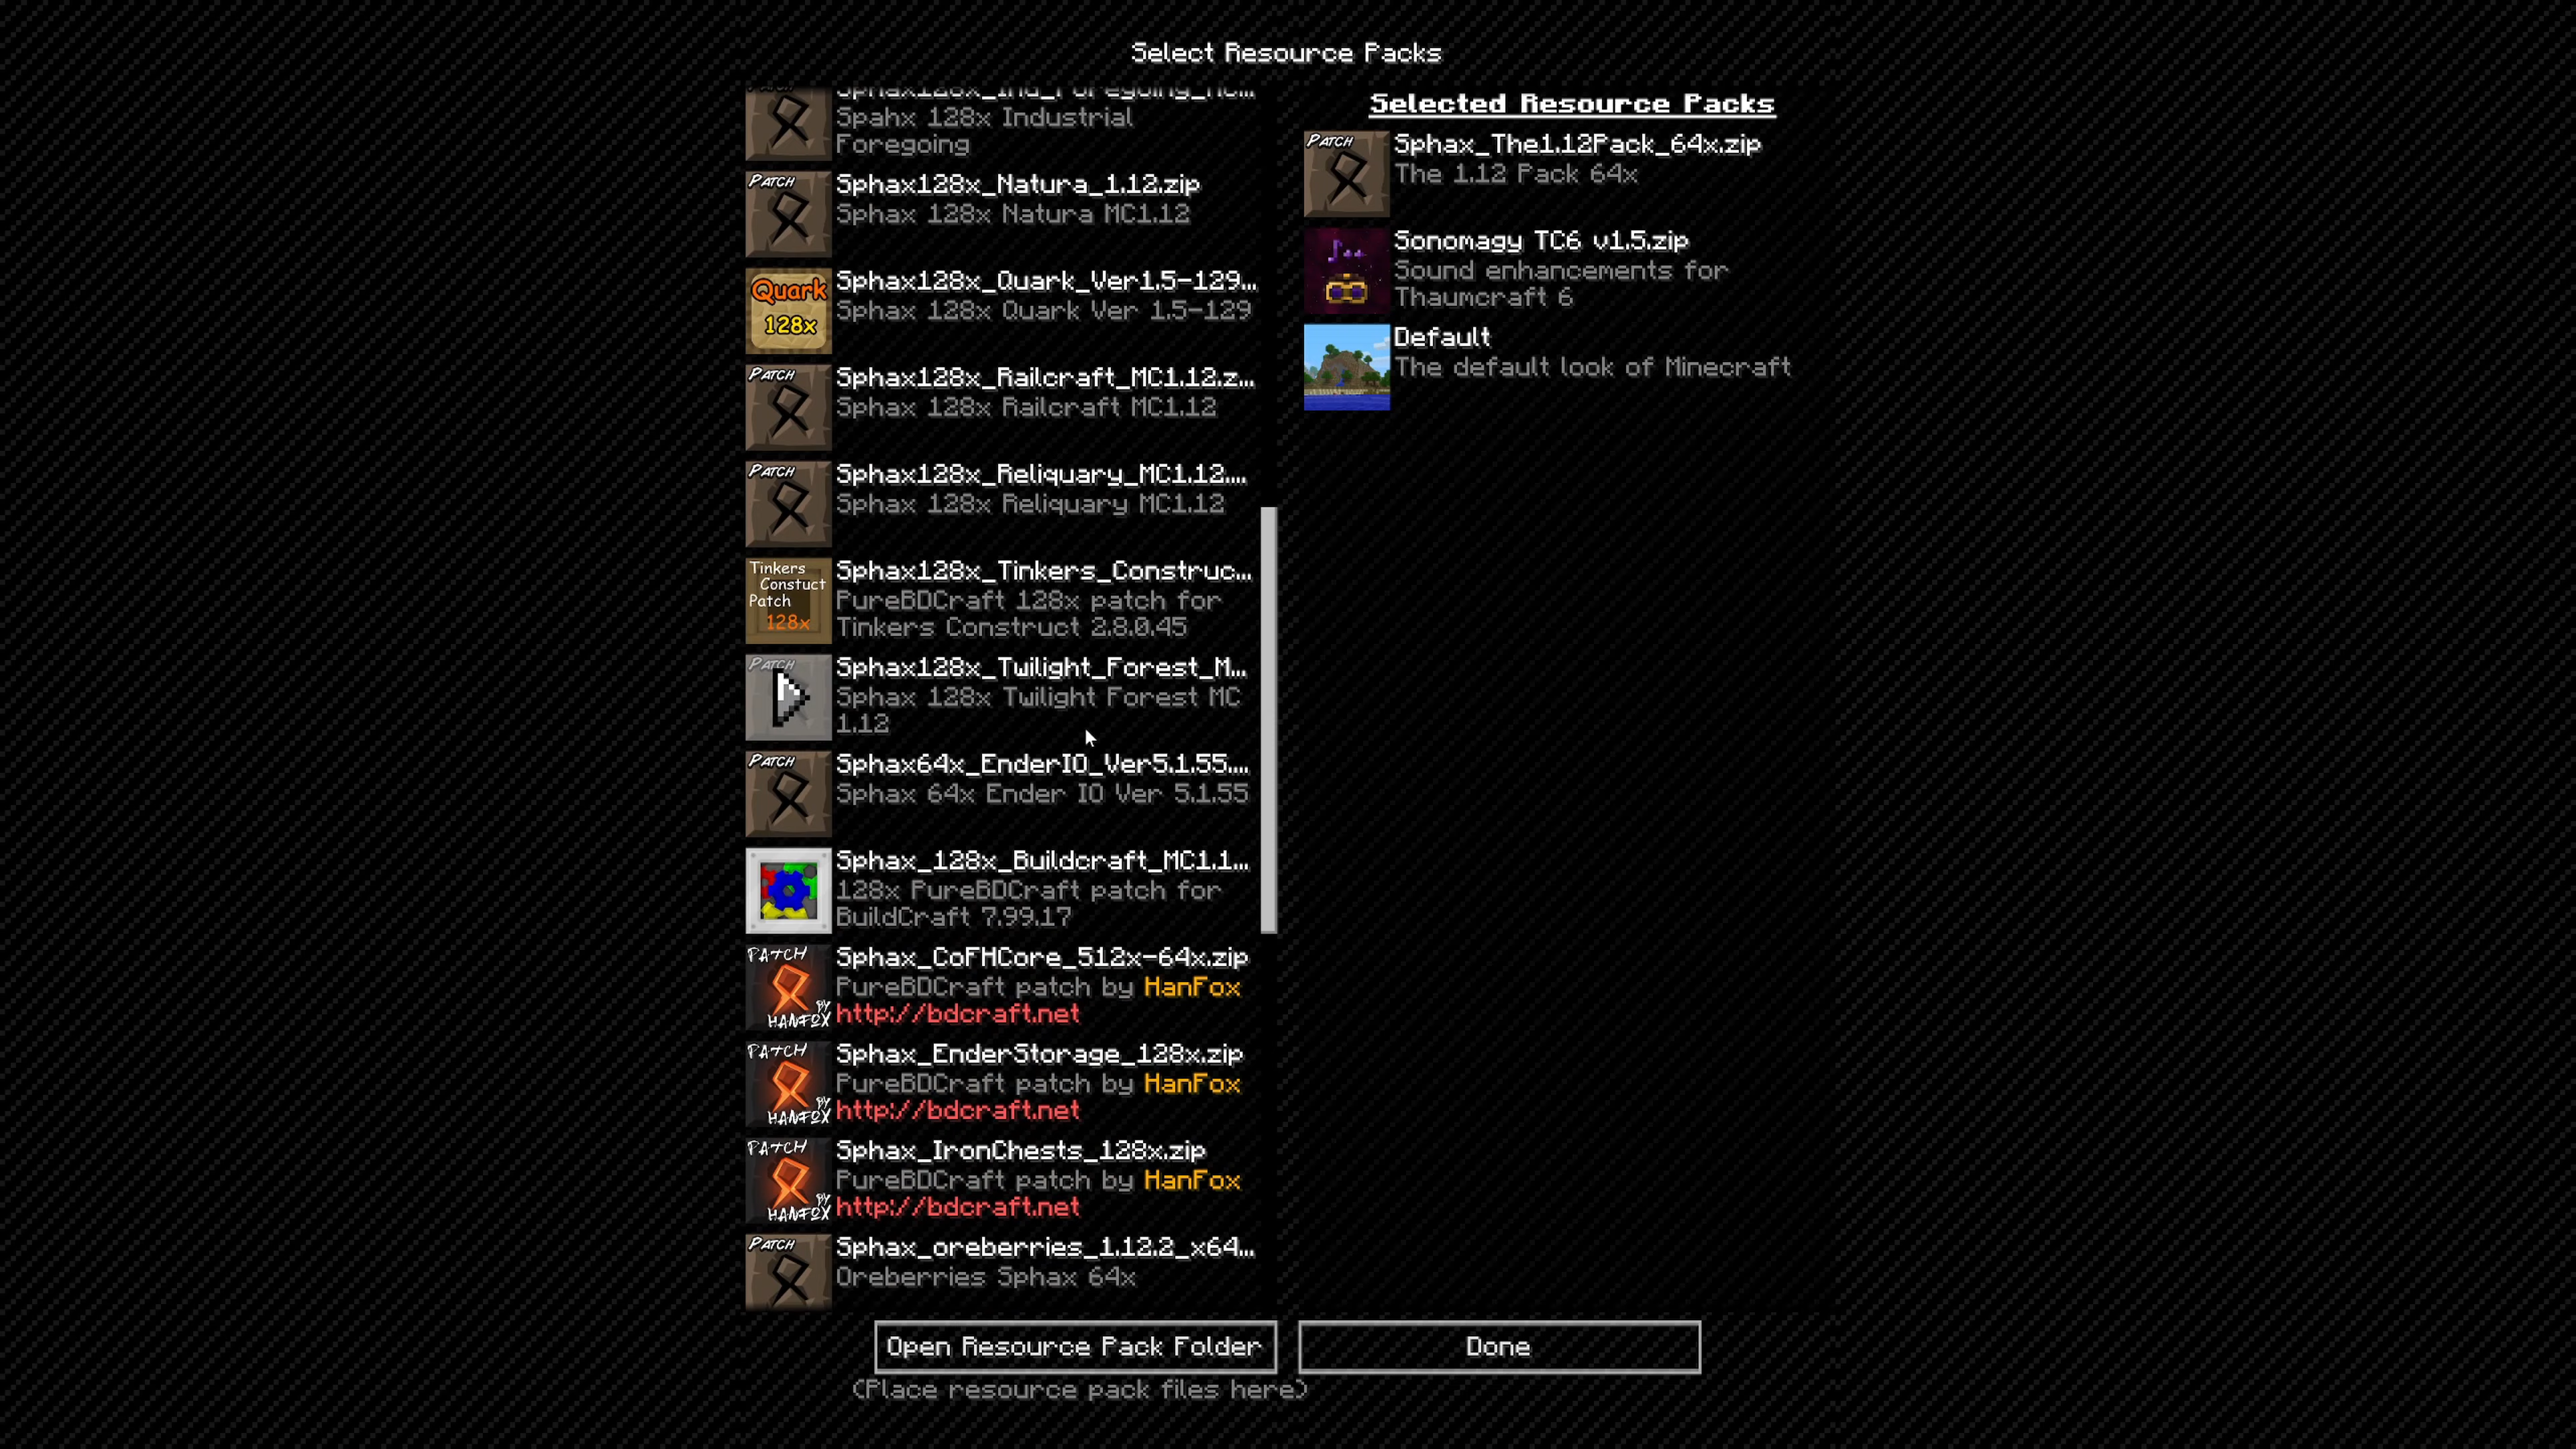 Select Resource Packs
Sphax128x_Ind_Foregoing_MC...
Spahx 128x Industrial
Foregoing
PATCH
Sphax128x_Natura_1.12.zip
Sphax 128x Natura MC1.12
Quark
128x
Sphax128x_Quark_Ver1.5-129...
Sphax 128x Quark Ver 1.5-129
PATCH
Sphax128x_Railcraft_MC1.12.z...
Sphax 128x Railcraft MC1.12
PATCH
Sphax128x_Reliquary_MC1.12....
Sphax 128x Reliquary MC1.12
Tinkers
Constuct
Patch
128x
Sphax128x_Tinkers_Construc...
PureBDCraft 128x patch for
Tinkers Construct 2.8.0.45
PATCH
Sphax128x_Twilight_Forest_M...
Sphax 128x Twilight Forest MC
1.12
PATCH
Sphax64x_EnderIO_Ver5.1.55....
Sphax 64x Ender IO Ver 5.1.55
Sphax_128x_Buildcraft_MC1.1...
128x PureBDCraft patch for
BuildCraft 7.99.17
PATCH
BY
HANFOX
Sphax_CoFHCore_512x-64x.zip
PureBDCraft patch by HanFox
http://bdcraft.net
PATCH
BY
HANFOX
Sphax_EnderStorage_128x.zip
PureBDCraft patch by HanFox
http://bdcraft.net
PATCH
BY
HANFOX
Sphax_IronChests_128x.zip
PureBDCraft patch by HanFox
http://bdcraft.net
PATCH
Sphax_oreberries_1.12.2_x64...
Oreberries Sphax 64x
Selected Resource Packs
PATCH
Sphax_The1.12Pack_64x.zip
The 1.12 Pack 64x
Sonomagy TC6 v1.5.zip
Sound enhancements for
Thaumcraft 6
Default
The default look of Minecraft
Open Resource Pack Folder
Done
(Place resource pack files here)